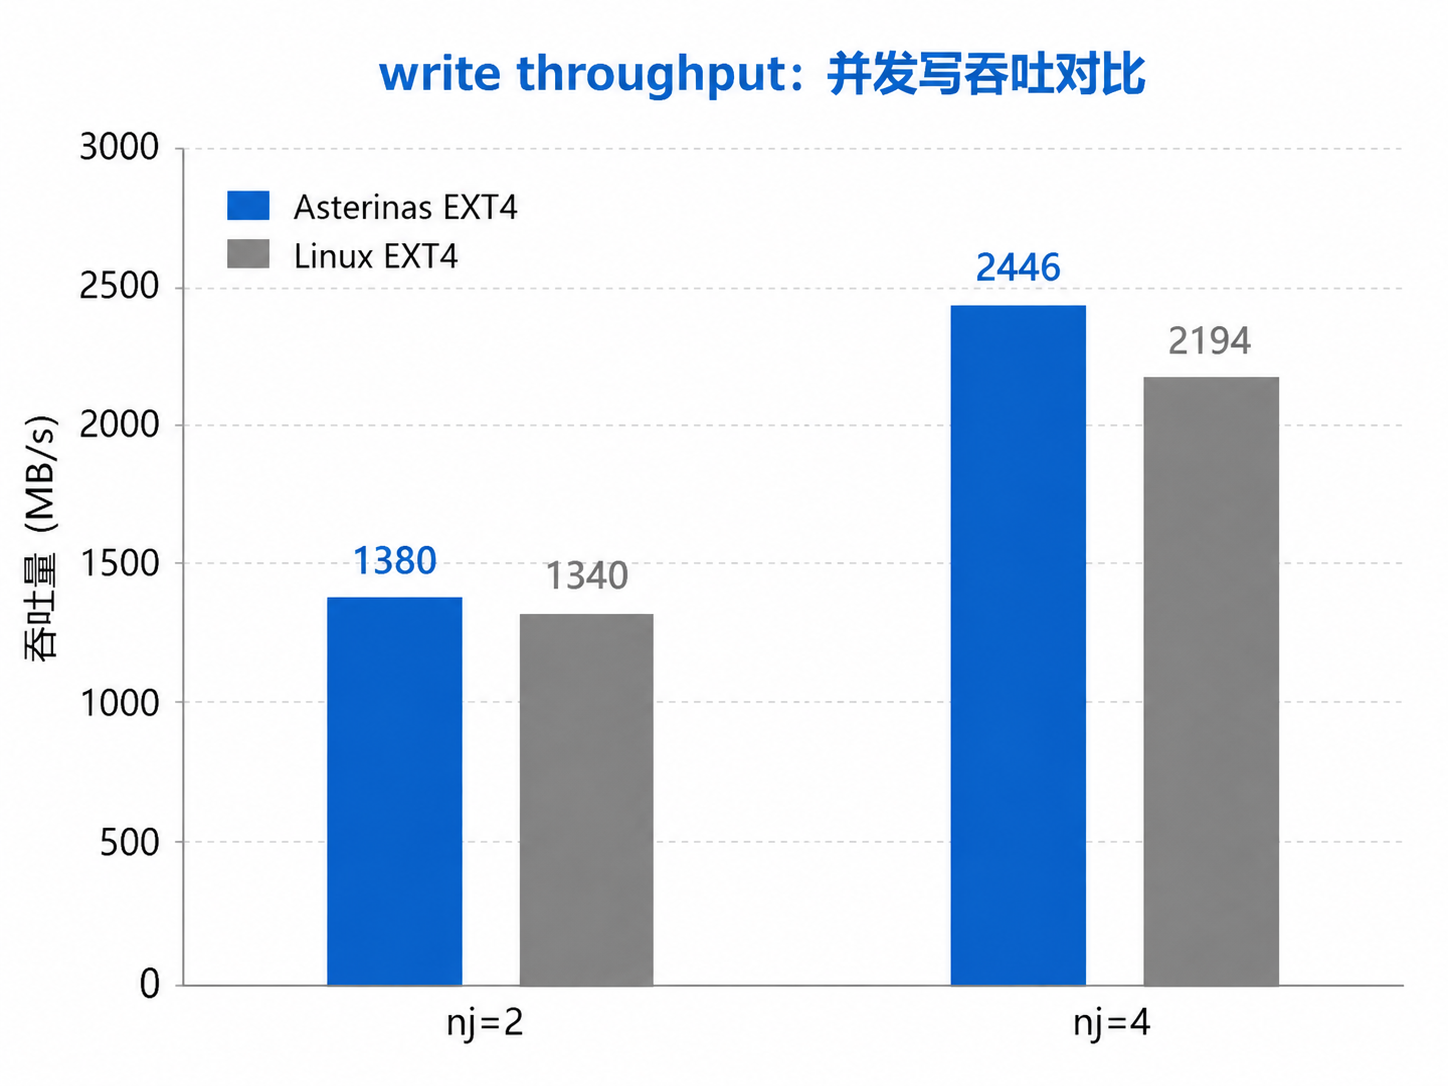 write throughput：并发写吞吐对比
3000
2500
2000
1500
1000
500
0
吞吐量 (MB/s)
Asterinas EXT4
Linux EXT4
1380
1340
2446
2194
nj=2
nj=4